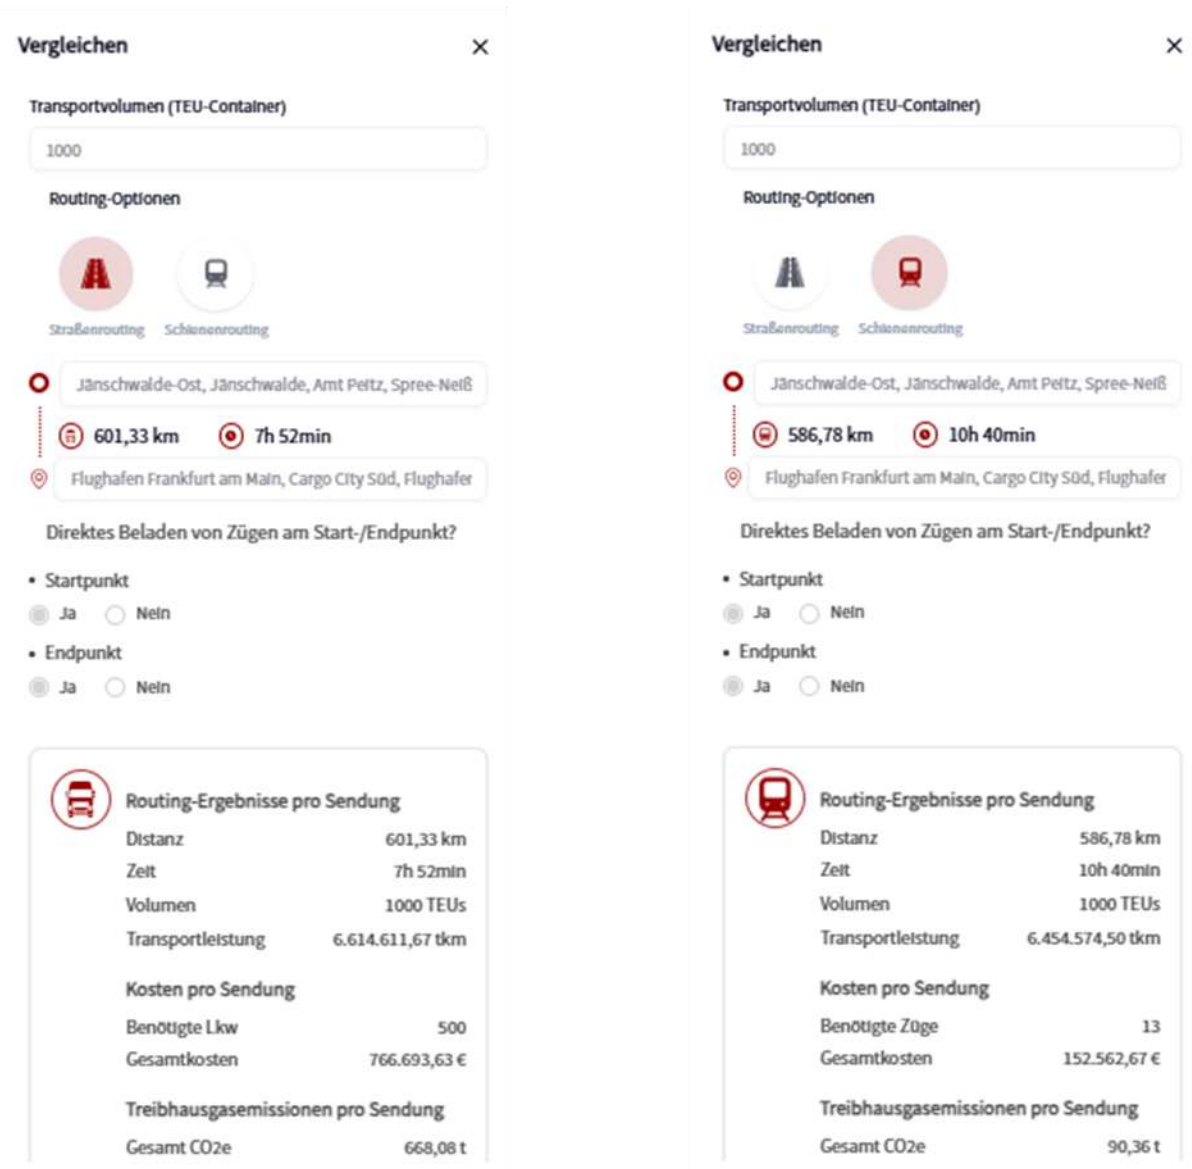 Vergleichen
Transportvolumen (TEU-Container)
1000
Routing-Optionen
Straßenrouting Schienenrouting
Jänschwalde-Ost, Jänschwalde, Amt Peitz, Spree-Neiß
601,33 km 7h 52min
Flughafen Frankfurt am Main, Cargo City Süd, Flughafer
Direktes Beladen von Zügen am Start-/Endpunkt?
• Startpunkt
Ja Nein
• Endpunkt
Ja Nein
Routing-Ergebnisse pro Sendung
Distanz 601,33 km
Zeit 7h 52min
Volumen 1000 TEUs
Transportleistung 6.614.611,67 tkm
Kosten pro Sendung
Benötigte Lkw 500
Gesamtkosten 766.693,63 €
Treibhausgasemissionen pro Sendung
Gesamt CO2e 668,08 t
Vergleichen
Transportvolumen (TEU-Container)
1000
Routing-Optionen
Straßenrouting Schienenrouting
Jänschwalde-Ost, Jänschwalde, Amt Peitz, Spree-Neiß
586,78 km 10h 40min
Flughafen Frankfurt am Main, Cargo City Süd, Flughafer
Direktes Beladen von Zügen am Start-/Endpunkt?
• Startpunkt
Ja Nein
• Endpunkt
Ja Nein
Routing-Ergebnisse pro Sendung
Distanz 586,78 km
Zeit 10h 40min
Volumen 1000 TEUs
Transportleistung 6.454.574,50 tkm
Kosten pro Sendung
Benötigte Züge 13
Gesamtkosten 152.562,67 €
Treibhausgasemissionen pro Sendung
Gesamt CO2e 90,36 t